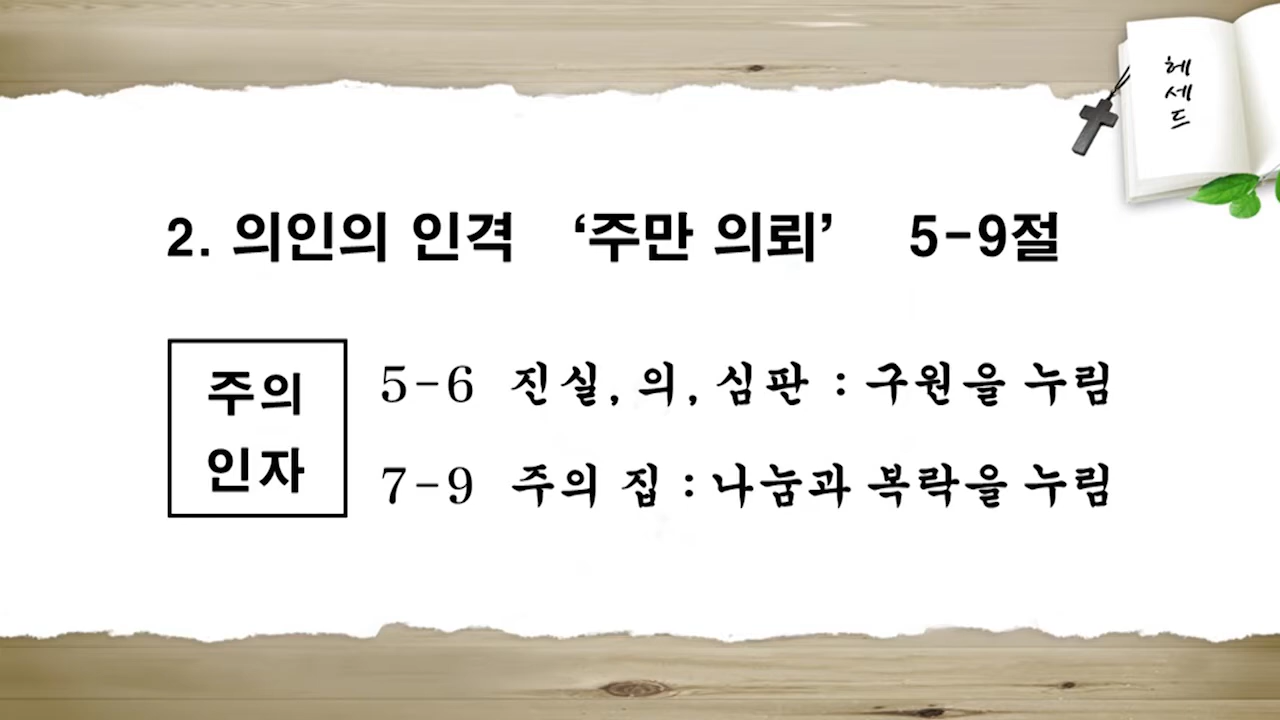 헤세드
2. 의인의 인격 ‘주만 의뢰’ 5-9절
주의
인자
5-6 진실, 의, 심판 : 구원을 누림
7-9 주의 집 : 나눔과 복락을 누림